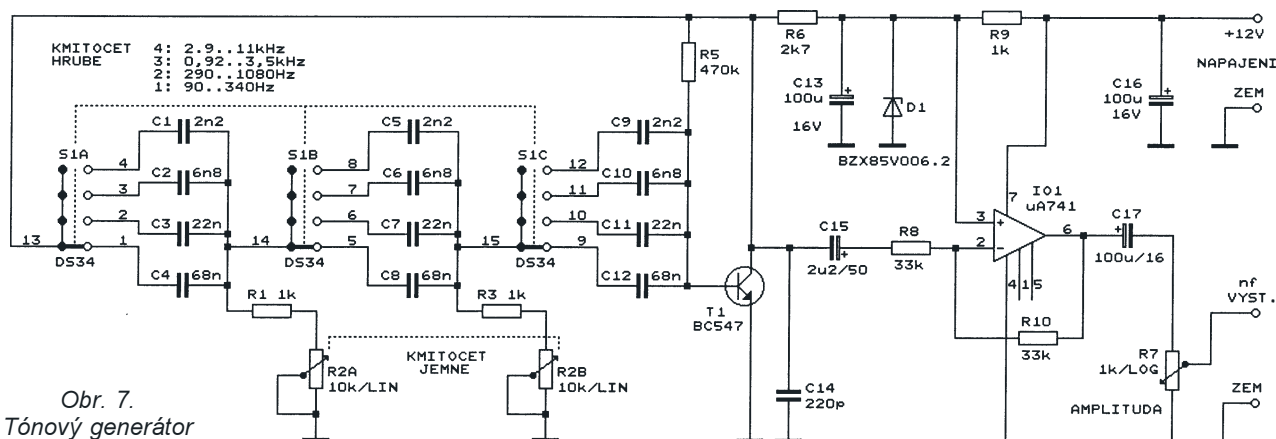 KMITOCET
HRUBE
4: 2.9..11kHz
3: 0,92..3,5kHz
2: 290..1080Hz
1: 90..340Hz
R5
470k
R6
2k7
R9
1k
+12V
NAPAJENI
ZEM
C13
100u
16V
D1
BZX85V006.2
C16
100u
16V
C1 2n2
C2 6n8
C3 22n
C4 68n
S1A
4
3
2
1
13
DS34
C5 2n2
C6 6n8
C7 22n
C8 68n
S1B
8
7
6
5
14
DS34
C9 2n2
C10 6n8
C11 22n
C12 68n
S1C
12
11
10
9
15
DS34
R1 1k
R3 1k
R2A
10k/LIN
KMITOCET
JEMNE
R2B
10k/LIN
T1
BC547
C14
220p
C15
2u2/50
R8
33k
IO1
uA741
7
3
2
6
4 1 5
+
-
R10
33k
C17
100u/16
R7
1k/LOG
AMPLITUDA
nf
VYST.
ZEM
Obr. 7.
Tónový generátor